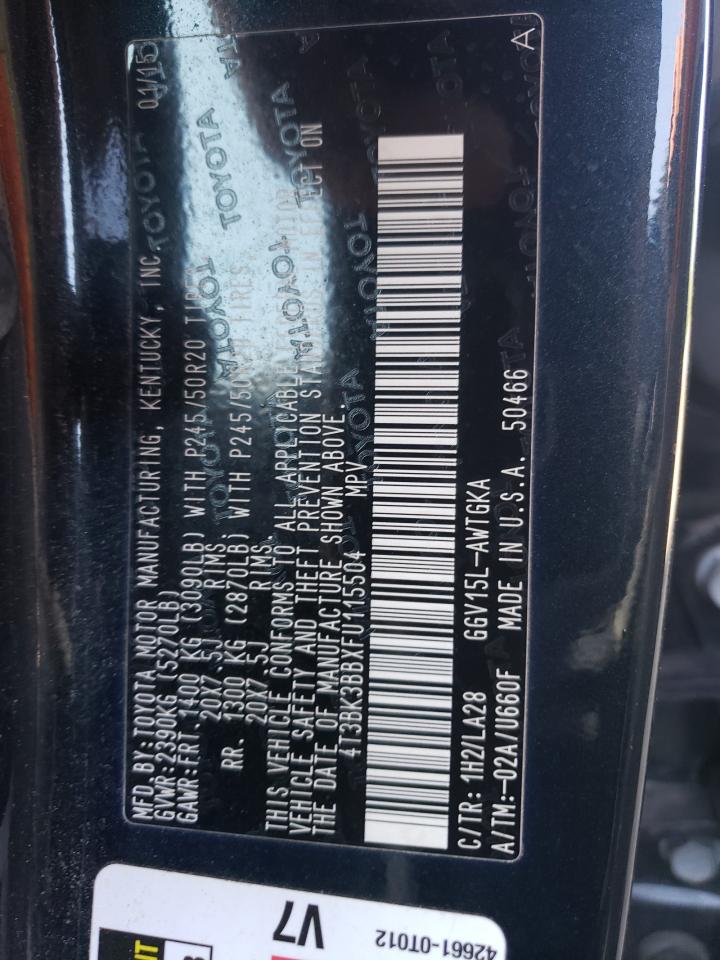 MFD. BY: TOYOTA MOTOR MANUFACTURING, KENTUCKY, INC. 01/15
GVWR: 2390KG (5270LB)
GAWR: FRT. 1400 KG (3090LB) WITH P245/50R20 TIRES,
20X7.5J RIMS
RR. 1300 KG (2870LB) WITH P245/50R20 TIRES,
20X7.5J RIMS
THIS VEHICLE CONFORMS TO ALL APPLICABLE
VEHICLE SAFETY AND THEFT PREVENTION IN EFFECT ON
THE DATE OF MANUFACTURE SHOWN ABOVE.
4T3BK3BBXFU115504 MPV
C/TR: 1H2/LA28 GGV15L-AWTGKA
A/TM:-02A/U660F MADE IN U.S.A. 50466 A
V7
42661-0T012